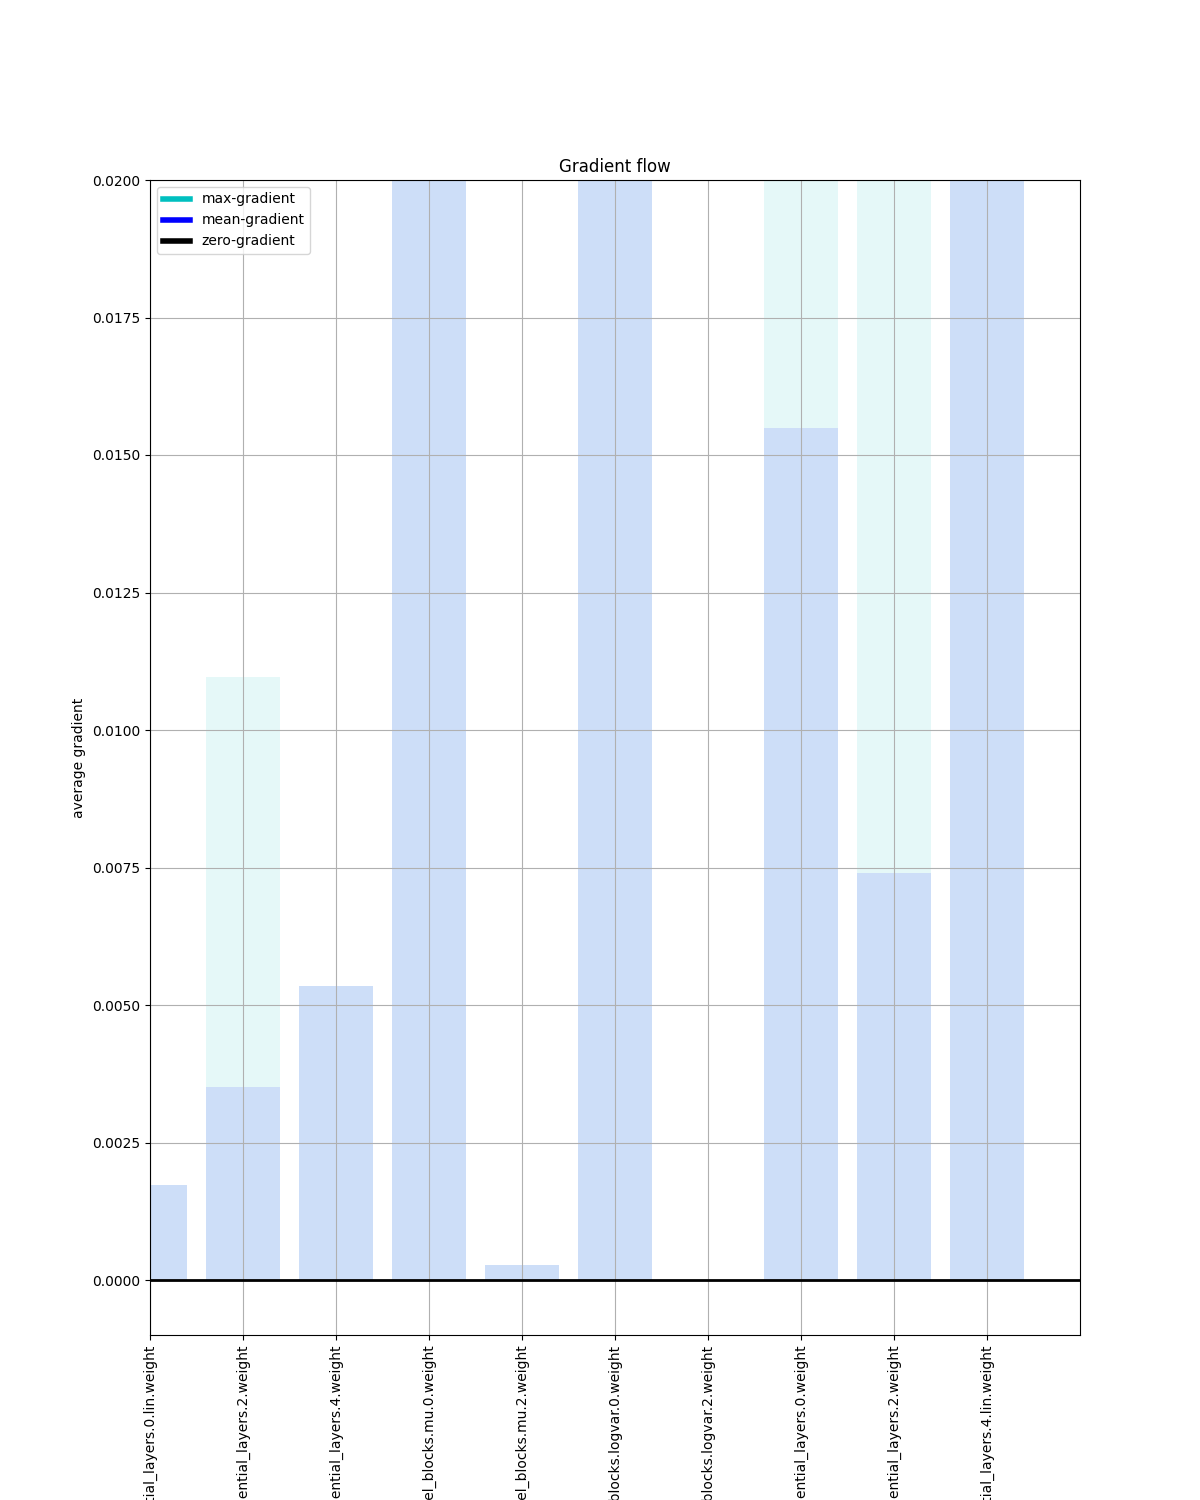 Gradient flow
max-gradient
mean-gradient
zero-gradient
0.0200
0.0175
0.0150
0.0125
0.0100
0.0075
0.0050
0.0025
0.0000
average gradient
tial_layers.0.lin.weight
ential_layers.2.weight
ential_layers.4.weight
el_blocks.mu.0.weight
el_blocks.mu.2.weight
blocks.logvar.0.weight
blocks.logvar.2.weight
ential_layers.0.weight
ential_layers.2.weight
tial_layers.4.lin.weight